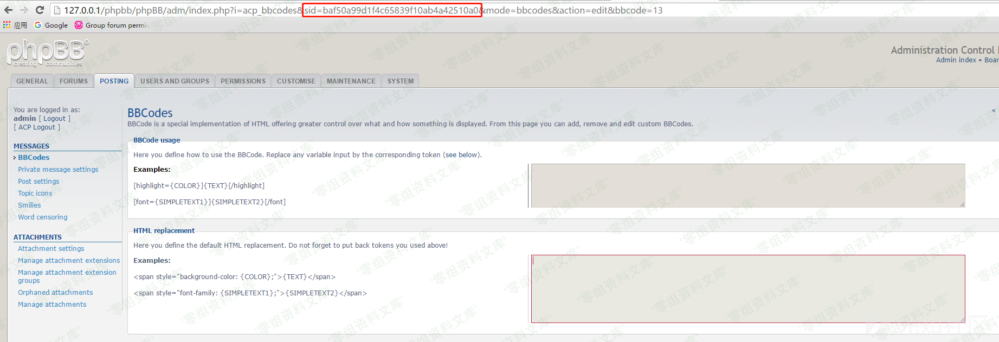 127.0.0.1/phpbb/phpBB/adm/index.php?i=acp_bbcodes&sid=baf50a99d1f4c65839f10ab4a42510a0&mode=bbcodes&action=edit&bbcode=13
应用 Google Group forum permi
phpBB®
creating communities
Administration Control
Admin index • Boar
GENERAL FORUMS POSTING USERS AND GROUPS PERMISSIONS CUSTOMISE MAINTENANCE SYSTEM
You are logged in as:
admin [ Logout ]
[ ACP Logout ]
MESSAGES
BBCodes
Private message settings
Post settings
Topic icons
Smilies
Word censoring
ATTACHMENTS
Attachment settings
Manage attachment extensions
Manage attachment extension
groups
Orphaned attachments
Manage attachments
BBCodes
«
BBCode is a special implementation of HTML offering greater control over what and how something is displayed. From this page you can add, remove and edit custom BBCodes.
BBCode usage
Here you define how to use the BBCode. Replace any variable input by the corresponding token (see below).
Examples:
[highlight={COLOR}]{TEXT}[/highlight]
[font={SIMPLETEXT1}]{SIMPLETEXT2}[/font]
HTML replacement
Here you define the default HTML replacement. Do not forget to put back tokens you used above!
Examples:
<span style="background-color: {COLOR};">{TEXT}</span>
<span style="font-family: {SIMPLETEXT1};">{SIMPLETEXT2}</span>
'零组资料文库'